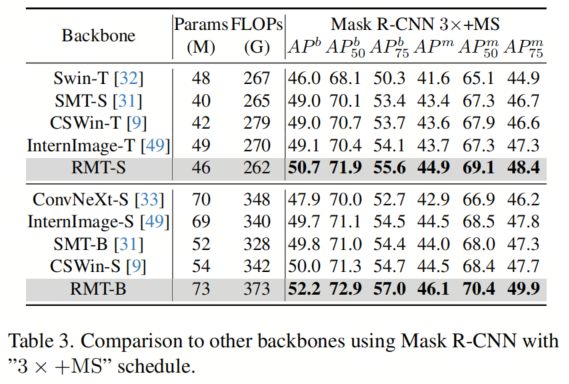 Backbone Params FLOPs Mask R-CNN 3×+MS
(M) (G) AP^b AP^b_50 AP^b_75 AP^m AP^m_50 AP^m_75
Swin-T [32] 48 267 46.0 68.1 50.3 41.6 65.1 44.9
SMT-S [31] 40 265 49.0 70.1 53.4 43.4 67.3 46.7
CSWin-T [9] 42 279 49.0 70.7 53.7 43.6 67.9 46.6
InternImage-T [49] 49 270 49.1 70.4 54.1 43.7 67.3 47.3
RMT-S 46 262 50.7 71.9 55.6 44.9 69.1 48.4
ConvNeXt-S [33] 70 348 47.9 70.0 52.7 42.9 66.9 46.2
InternImage-S [49] 69 340 49.7 71.1 54.5 44.5 68.5 47.8
SMT-B [31] 52 328 49.8 71.0 54.4 44.0 68.0 47.3
CSWin-S [9] 54 342 50.0 71.3 54.7 44.5 68.4 47.7
RMT-B 73 373 52.2 72.9 57.0 46.1 70.4 49.9
Table 3. Comparison to other backbones using Mask R-CNN with
”3 × +MS” schedule.